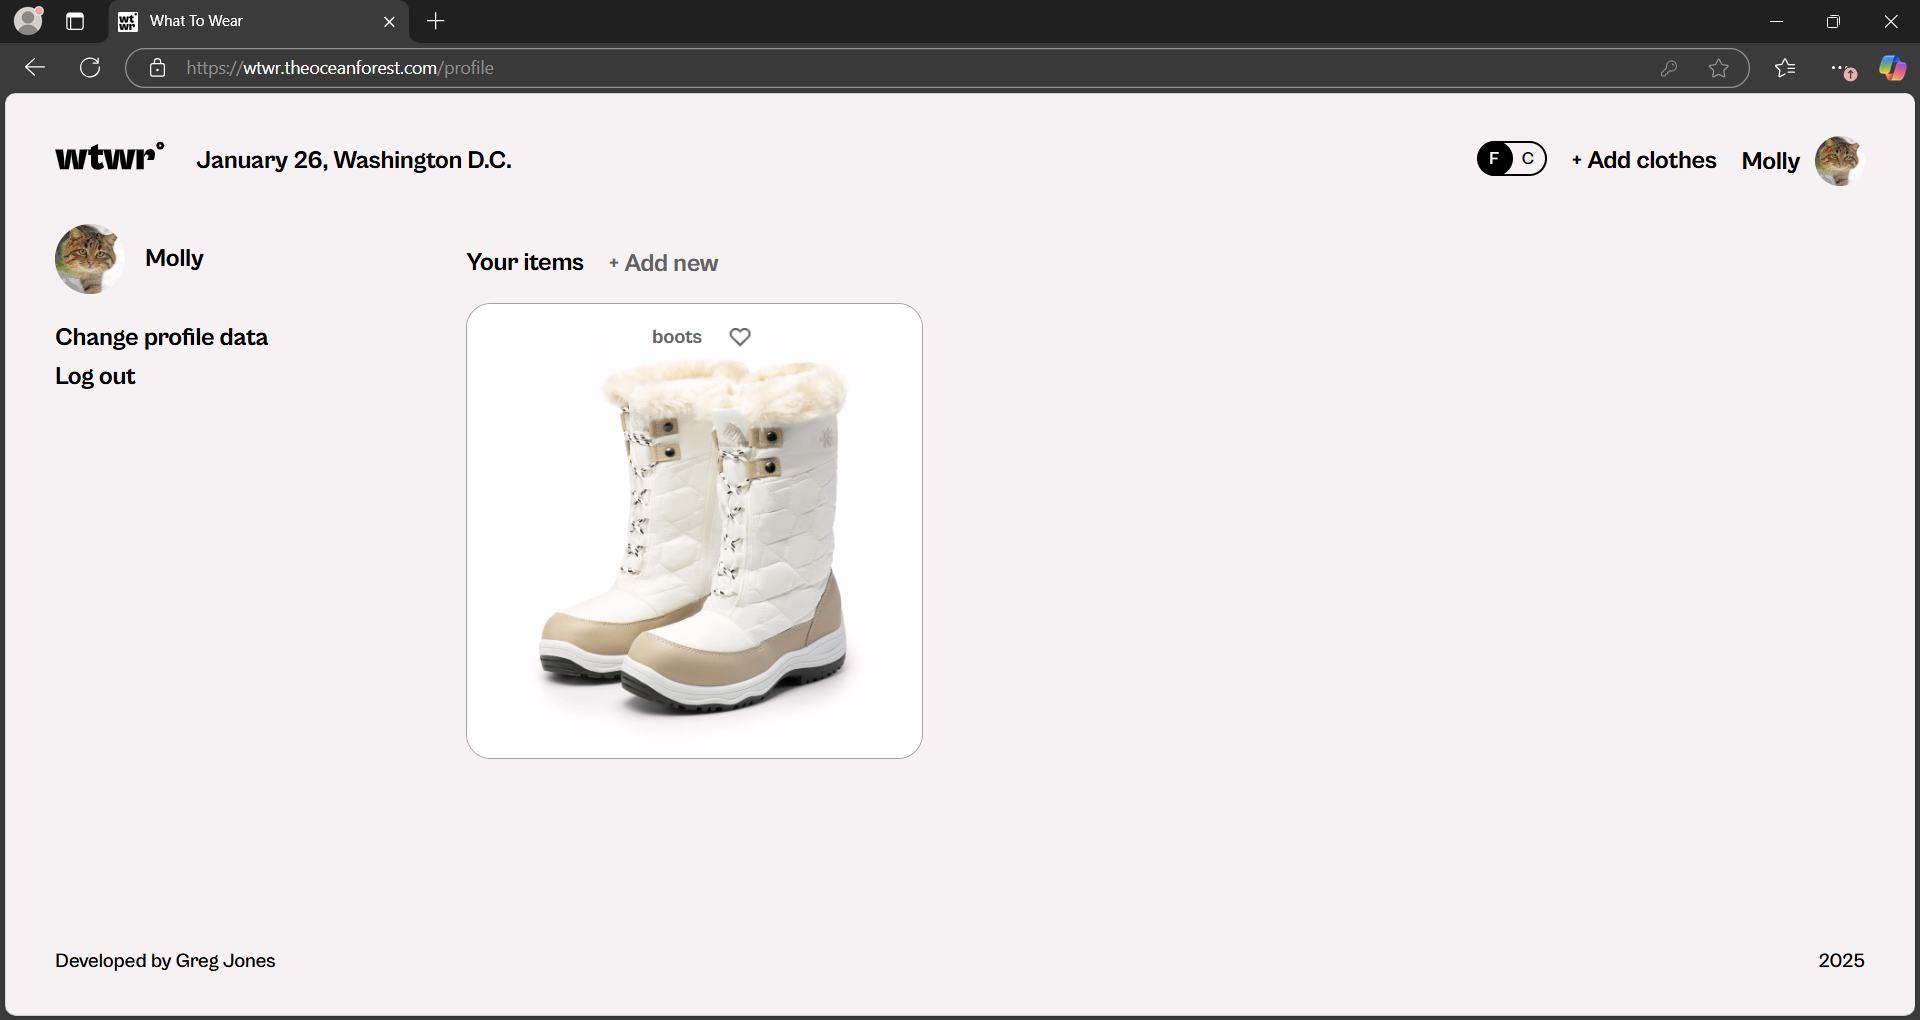 What To Wear
https://wtwr.theoceanforest.com/profile
wtwr°
January 26, Washington D.C.
F C
+ Add clothes
Molly
Molly
Change profile data
Log out
Your items
+ Add new
boots
Developed by Greg Jones
2025